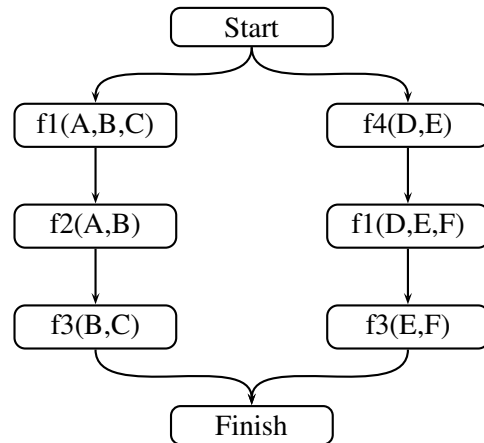 Start
f1(A,B,C)
f4(D,E)
f2(A,B)
f1(D,E,F)
f3(B,C)
f3(E,F)
Finish